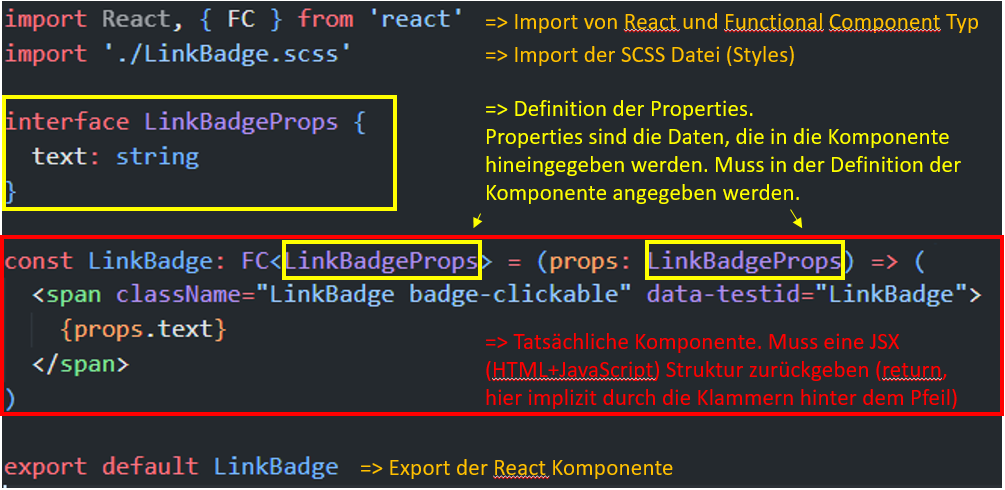 import React, { FC } from 'react' => Import von React und Functional Component Typ
import './LinkBadge.scss' => Import der SCSS Datei (Styles)
=> Definition der Properties.
interface LinkBadgeProps {
Properties sind die Daten, die in die Komponente
text: string
hineingegeben werden. Muss in der Definition der
}
Komponente angegeben werden.
const LinkBadge: FC<LinkBadgeProps> = (props: LinkBadgeProps) => (
<span className="LinkBadge badge-clickable" data-testid="LinkBadge">
{props.text}
=> Tatsächliche Komponente. Muss eine JSX
</span>
(HTML+JavaScript) Struktur zurückgeben (return,
)
hier implizit durch die Klammern hinter dem Pfeil)
export default LinkBadge => Export der React Komponente